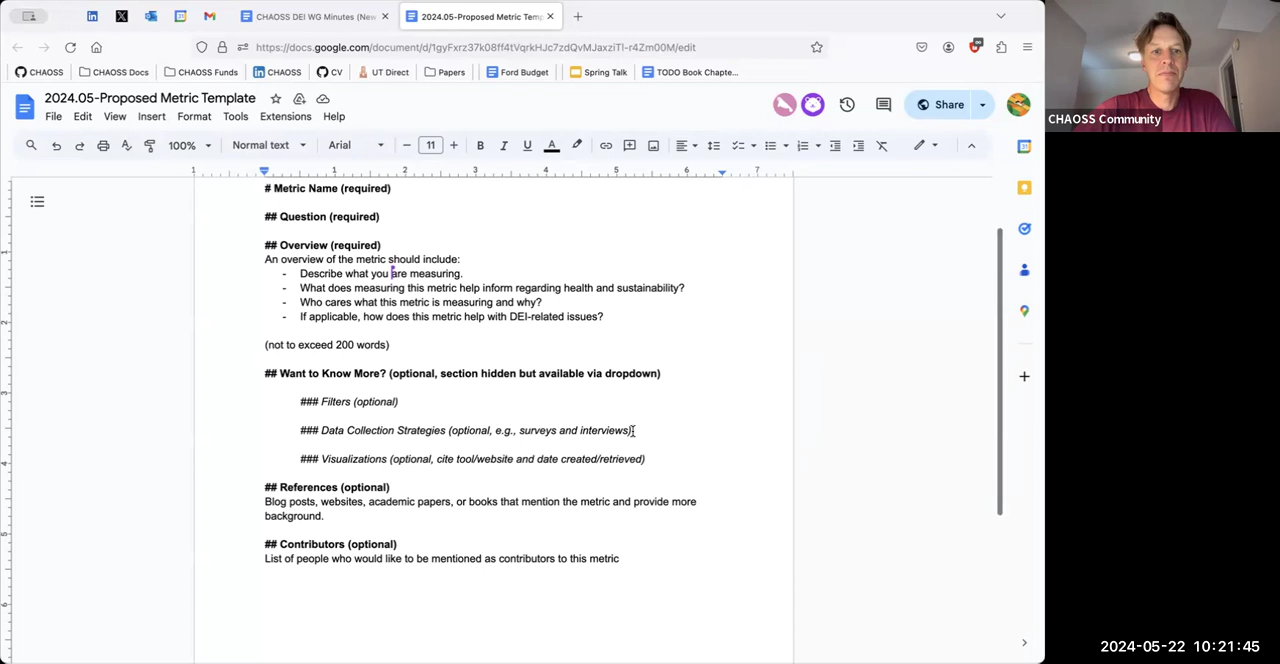 CHAOSS DEI WG Minutes (New
2024.05-Proposed Metric Temp
https://docs.google.com/document/d/1gyFxrz37k08ff4tVqrkHJc7zdQvMJaxziTl-r4Zm00M/edit
CHAOSS
CHAOSS Docs
CHAOSS Funds
CHAOSS
CV
UT Direct
Papers
Ford Budget
Spring Talk
TODO Book Chapte...
2024.05-Proposed Metric Template
File Edit View Insert Format Tools Extensions Help
Share
100% Normal text Arial − 11 + B I U A
1 1 2 3 4 5 6 7
# Metric Name (required)
## Question (required)
## Overview (required)
An overview of the metric should include:
- Describe what you are measuring.
- What does measuring this metric help inform regarding health and sustainability?
- Who cares what this metric is measuring and why?
- If applicable, how does this metric help with DEI-related issues?
(not to exceed 200 words)
## Want to Know More? (optional, section hidden but available via dropdown)
### Filters (optional)
### Data Collection Strategies (optional, e.g., surveys and interviews)
### Visualizations (optional, cite tool/website and date created/retrieved)
## References (optional)
Blog posts, websites, academic papers, or books that mention the metric and provide more
background.
## Contributors (optional)
List of people who would like to be mentioned as contributors to this metric
CHAOSS Community
2024-05-22 10:21:45